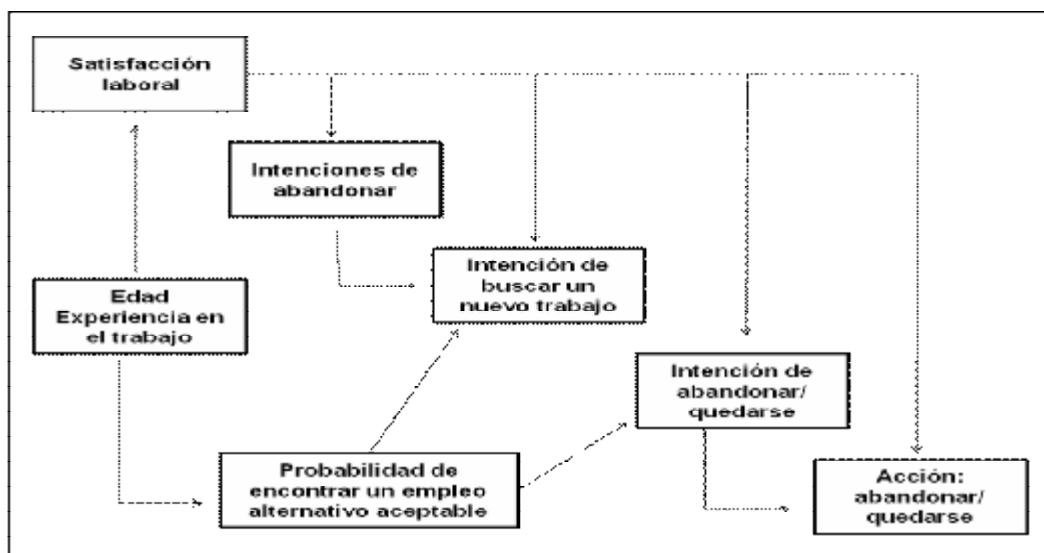 Satisfacción
laboral
Intenciones de
abandonar
Intención de
buscar un
nuevo trabajo
Edad
Experiencia en
el trabajo
Intención de
abandonar/
quedarse
Probabilidad de
encontrar un empleo
alternativo aceptable
Acción:
abandonar/
quedarse